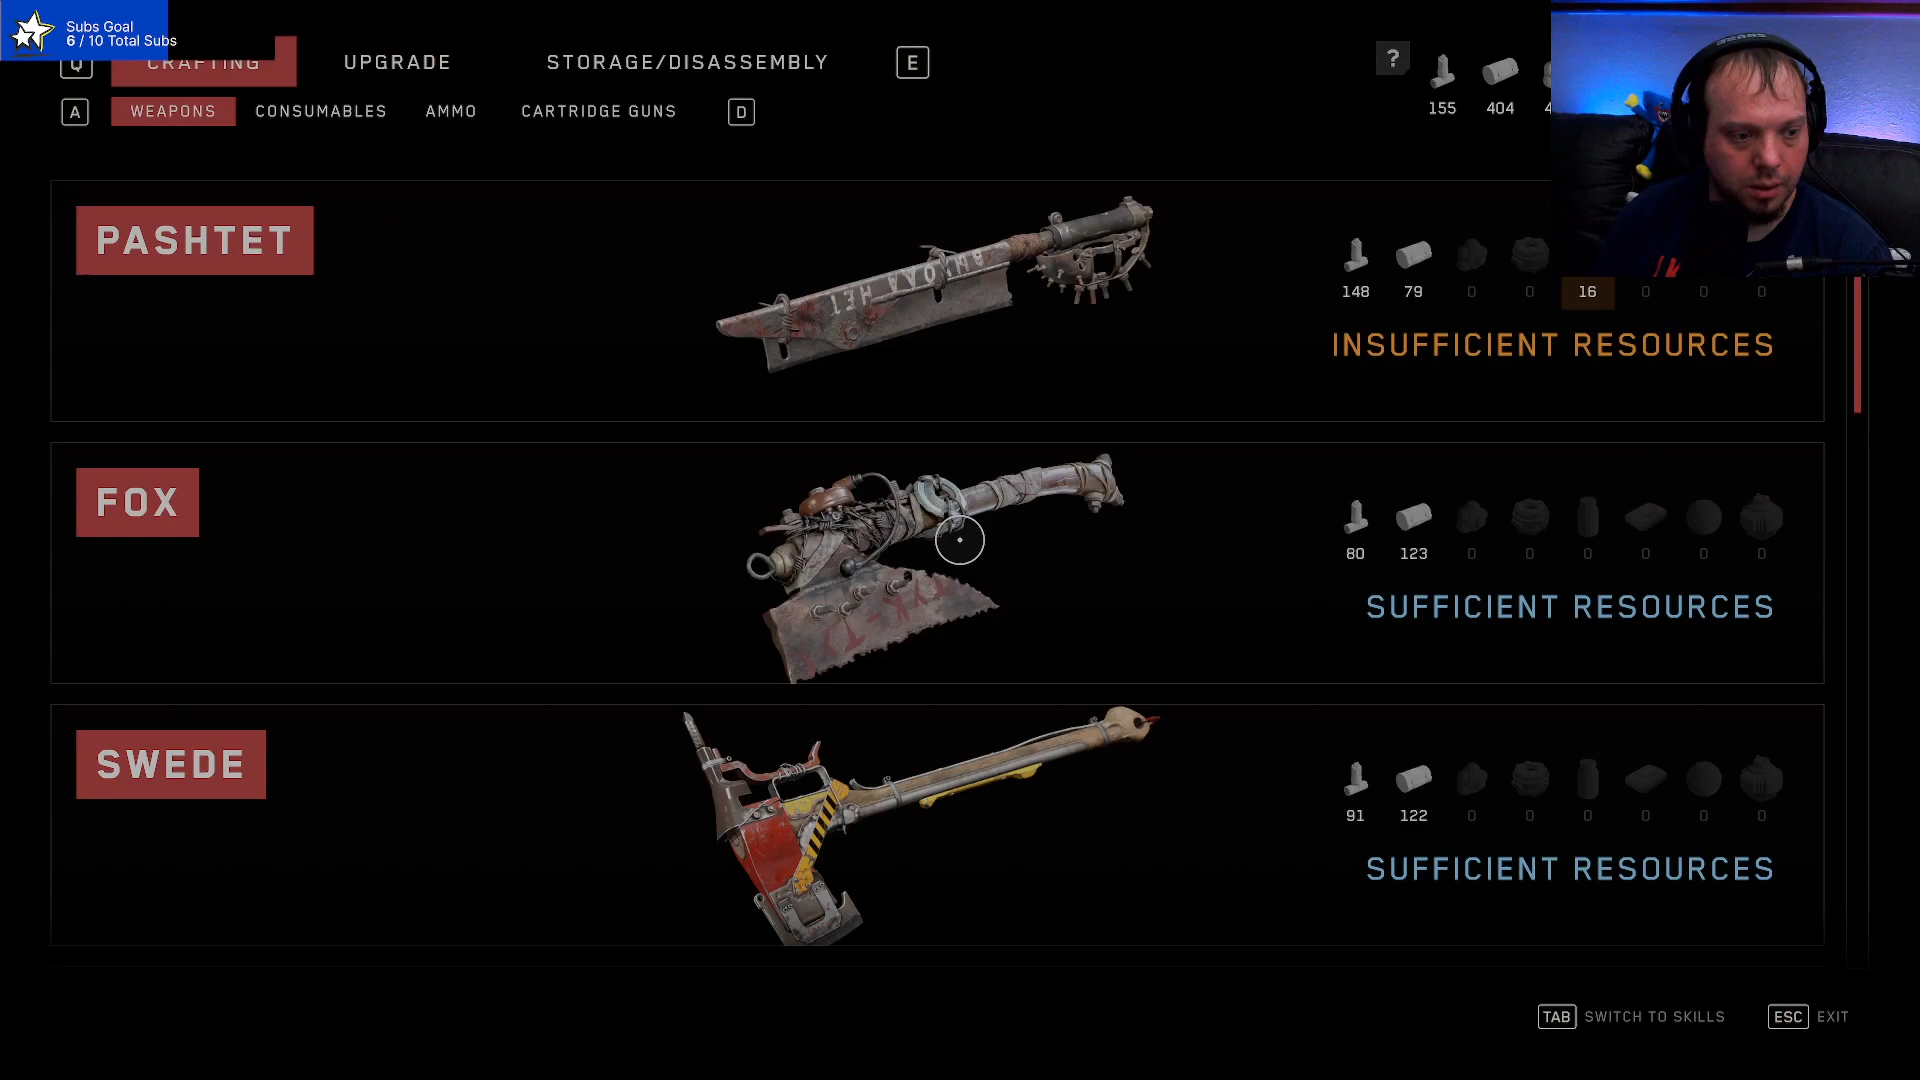 Subs Goal
6 / 10 Total Subs
Q CRAFTING UPGRADE STORAGE/DISASSEMBLY E ?
A WEAPONS CONSUMABLES AMMO CARTRIDGE GUNS D
155 404
PASHTET
148 79 0 0 16 0 0 0
INSUFFICIENT RESOURCES
FOX
80 123 0 0 0 0 0 0
SUFFICIENT RESOURCES
SWEDE
91 122 0 0 0 0 0 0
SUFFICIENT RESOURCES
TAB SWITCH TO SKILLS ESC EXIT